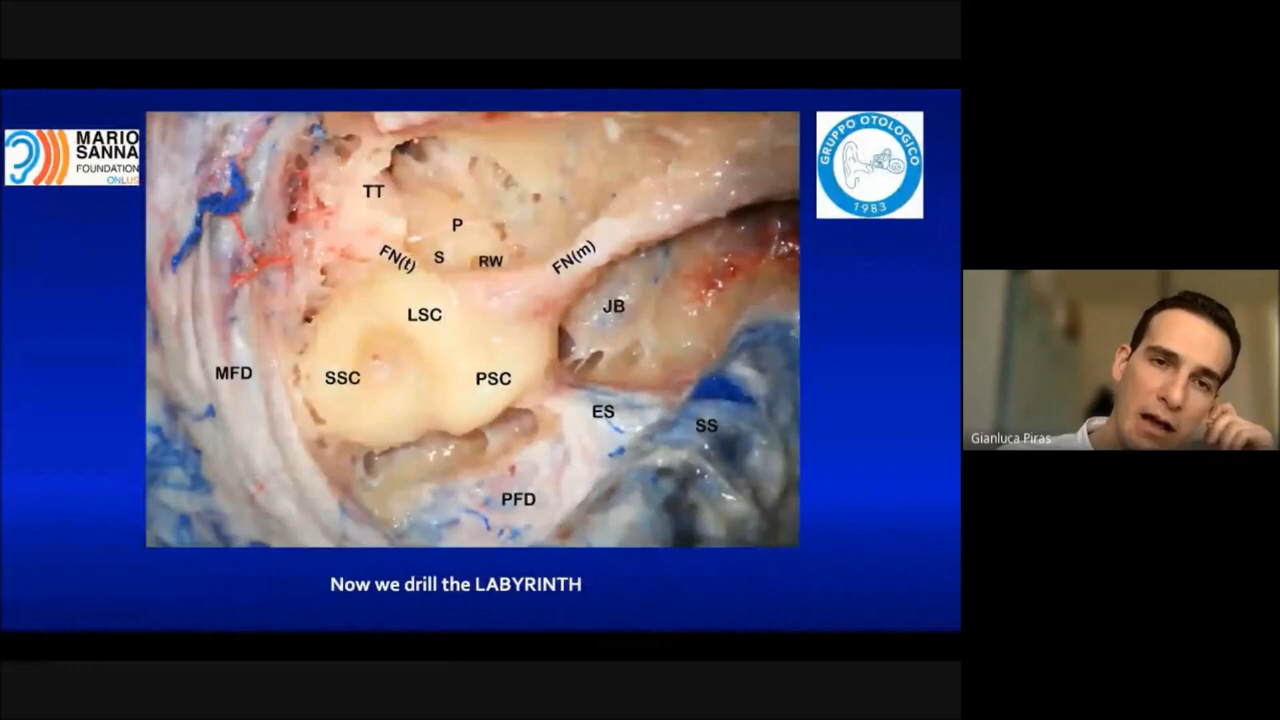 MARIO
SANNA
FOUNDATION
ONLUS
GRUPPO OTOLOGICO
1983
TT
P
FN(t)
S
RW
FN(m)
LSC
JB
MFD
SSC
PSC
ES
SS
PFD
Now we drill the LABYRINTH
Gianluca Piras